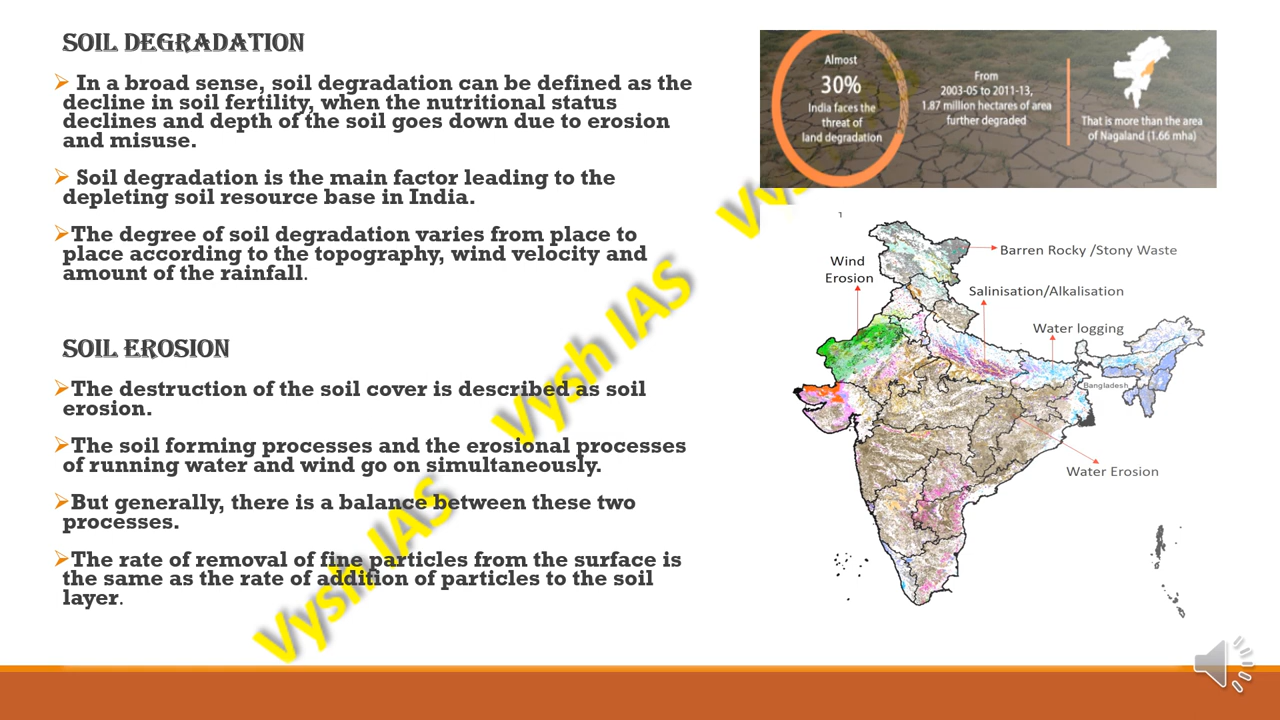 SOIL DEGRADATION
➢ In a broad sense, soil degradation can be defined as the
decline in soil fertility, when the nutritional status
declines and depth of the soil goes down due to erosion
and misuse.
➢ Soil degradation is the main factor leading to the
depleting soil resource base in India.
➢The degree of soil degradation varies from place to
place according to the topography, wind velocity and
amount of the rainfall.
SOIL EROSION
➢The destruction of the soil cover is described as soil
erosion.
➢The soil forming processes and the erosional processes
of running water and wind go on simultaneously.
➢But generally, there is a balance between these two
processes.
➢The rate of removal of fine particles from the surface is
the same as the rate of addition of particles to the soil
layer.
Almost
30%
India faces the
threat of
land degradation
From
2003-05 to 2011-13,
1.87 million hectares of area
further degraded
That is more than the area
of Nagaland (1.66 mha)
1
Wind
Erosion
Barren Rocky /Stony Waste
Salinisation/Alkalisation
Water logging
Bangladesh
Water Erosion
Vysh IAS
Vysh IAS